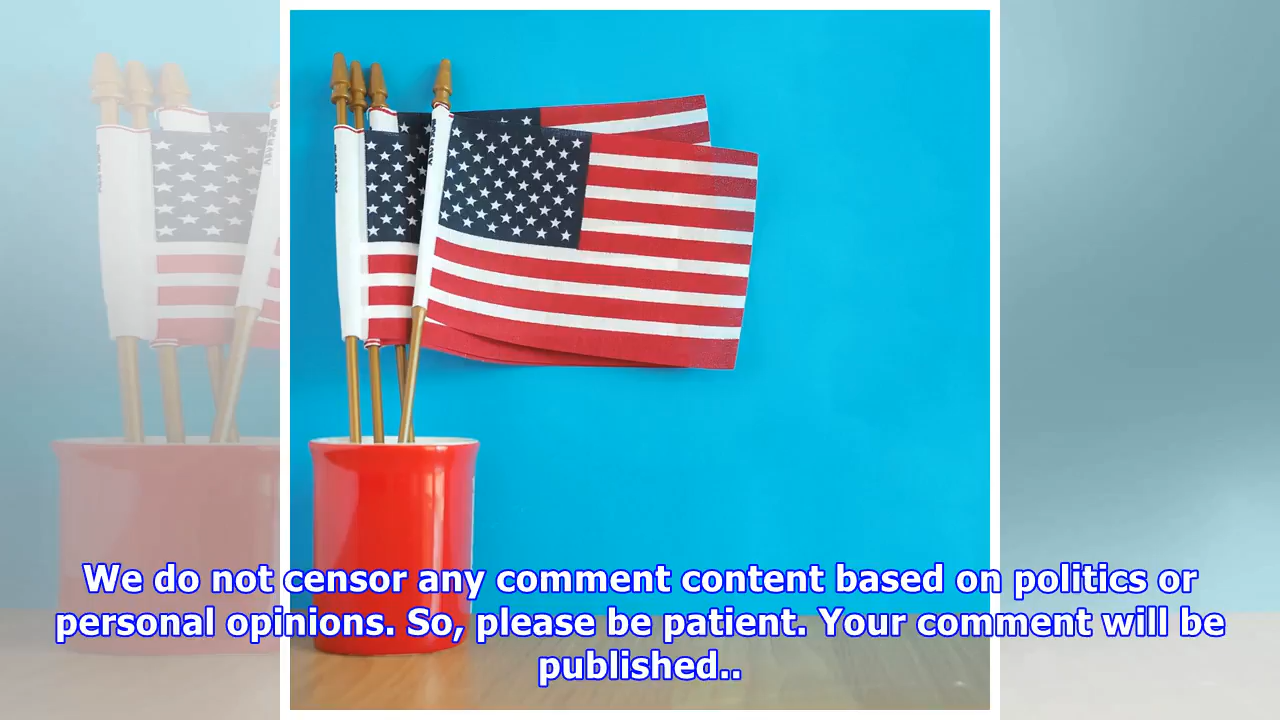 We do not censor any comment content based on politics or
personal opinions. So, please be patient. Your comment will be
published..